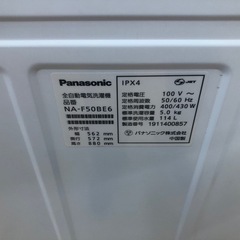 Panasonic
全自動電気洗濯機
品番
NA-F50BE6
外形寸法
幅 562 mm
奥行 572 mm
高さ 880 mm
IPX4
JET
定格電圧 100 V ~
定格周波数 50/60 Hz
定格消費電力 400/430 W
標準洗濯容量 5.0 kg
標準使用水量 114 L
製造番号 1911400857
パナソニック株式会社
中国製